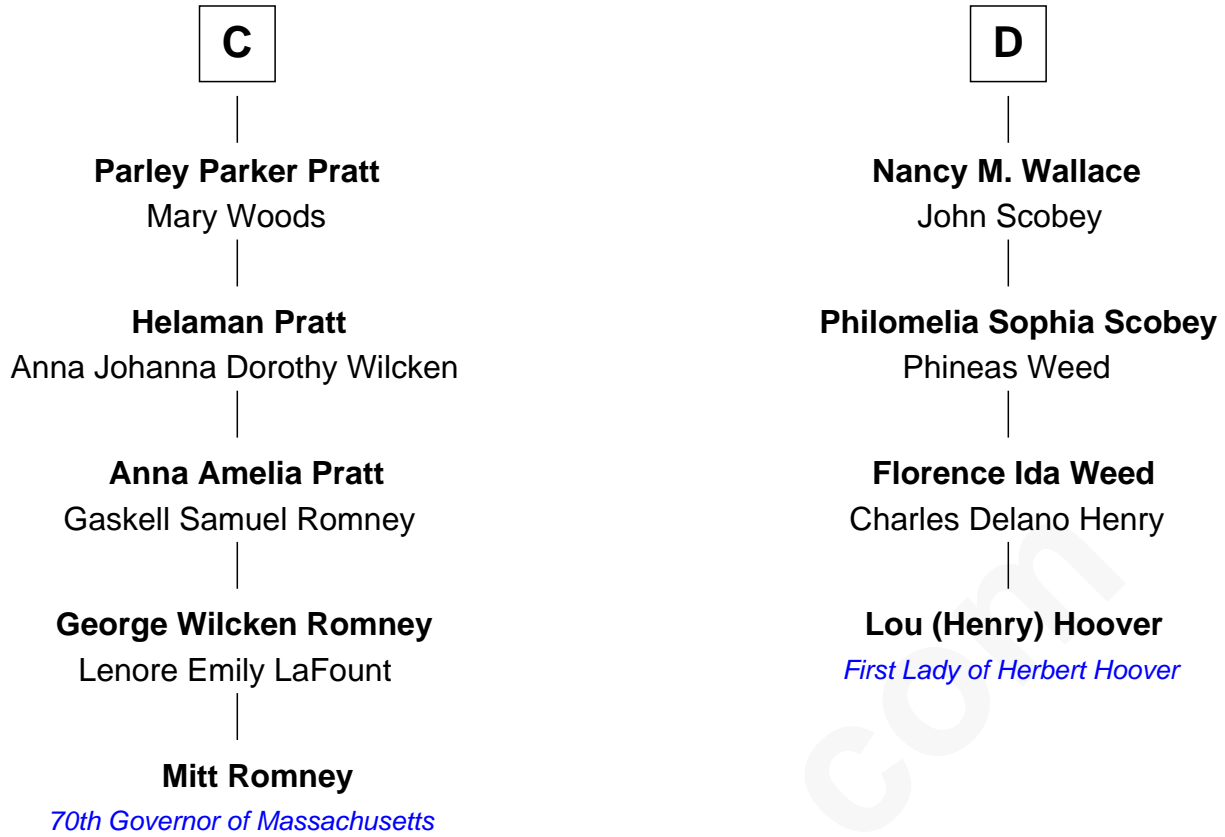 C
Parley Parker Pratt
Mary Woods
Helaman Pratt
Anna Johanna Dorothy Wilcken
Anna Amelia Pratt
Gaskell Samuel Romney
George Wilcken Romney
Lenore Emily LaFount
Mitt Romney
70th Governor of Massachusetts
D
Nancy M. Wallace
John Scobey
Philomelia Sophia Scobey
Phineas Weed
Florence Ida Weed
Charles Delano Henry
Lou (Henry) Hoover
First Lady of Herbert Hoover
com